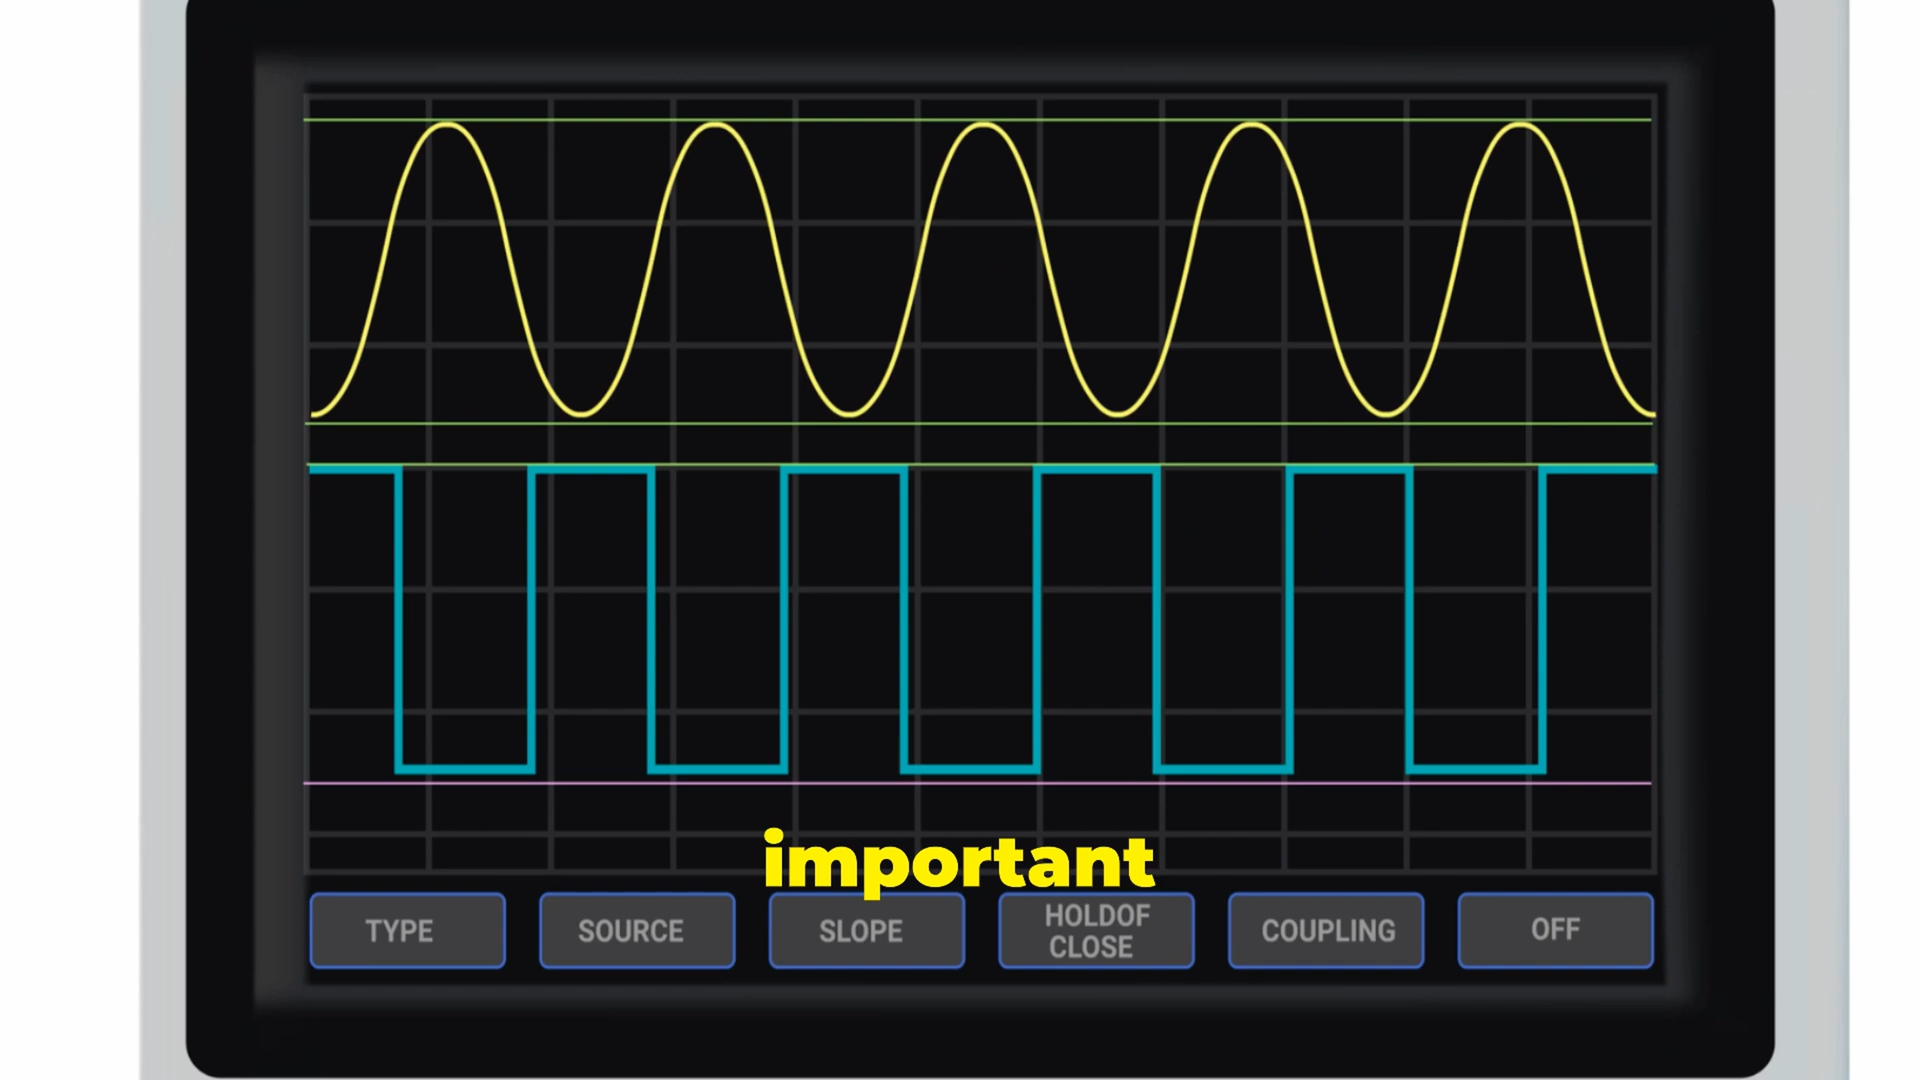 important
TYPE
SOURCE
SLOPE
HOLDOF
CLOSE
COUPLING
OFF